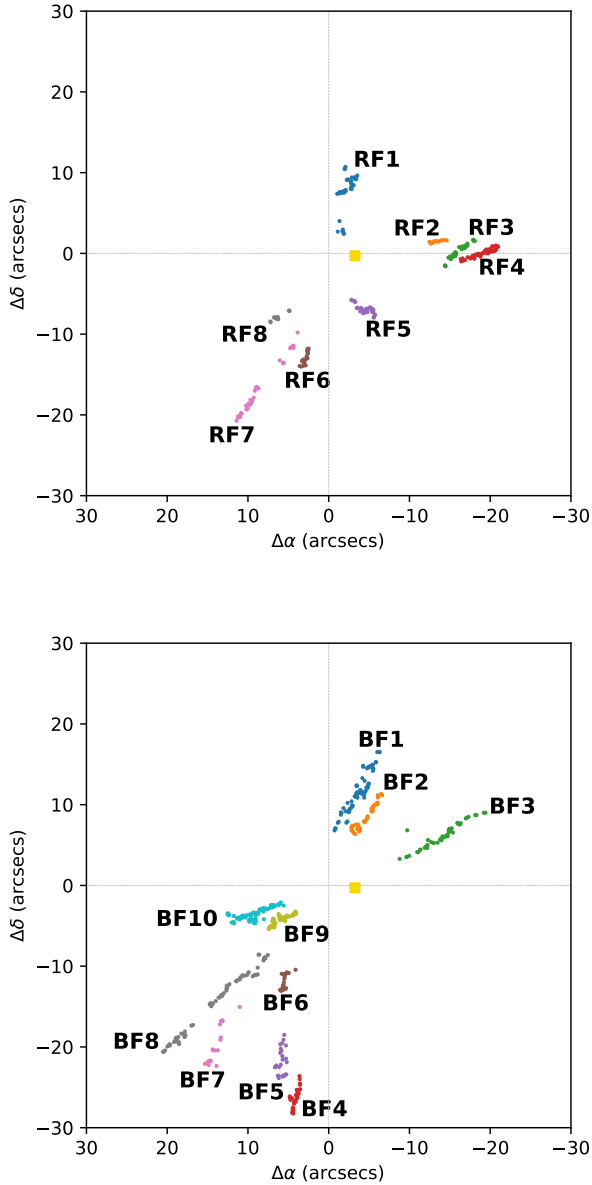 30
20
10
0
−10
−20
−30
Δδ (arcsecs)
RF1
RF2
RF3
RF4
RF5
RF8
RF6
RF7
30 20 10 0 −10 −20 −30
Δα (arcsecs)
30
20
10
0
−10
−20
−30
Δδ (arcsecs)
BF1
BF2
BF3
BF10
BF9
BF6
BF8
BF7
BF5
BF4
30 20 10 0 −10 −20 −30
Δα (arcsecs)